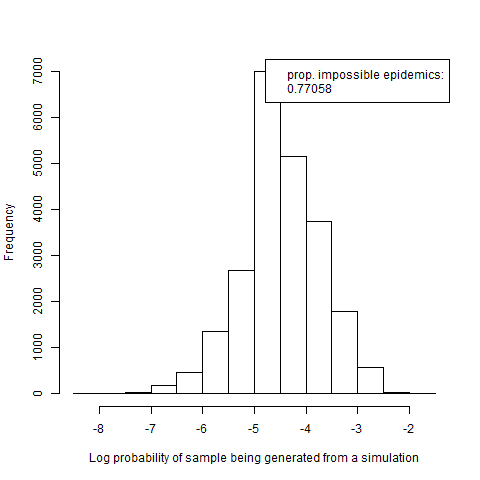 prop. impossible epidemics:
0.77058
7000
6000
5000
4000
3000
2000
1000
0
Frequency
-8 -7 -6 -5 -4 -3 -2
Log probability of sample being generated from a simulation